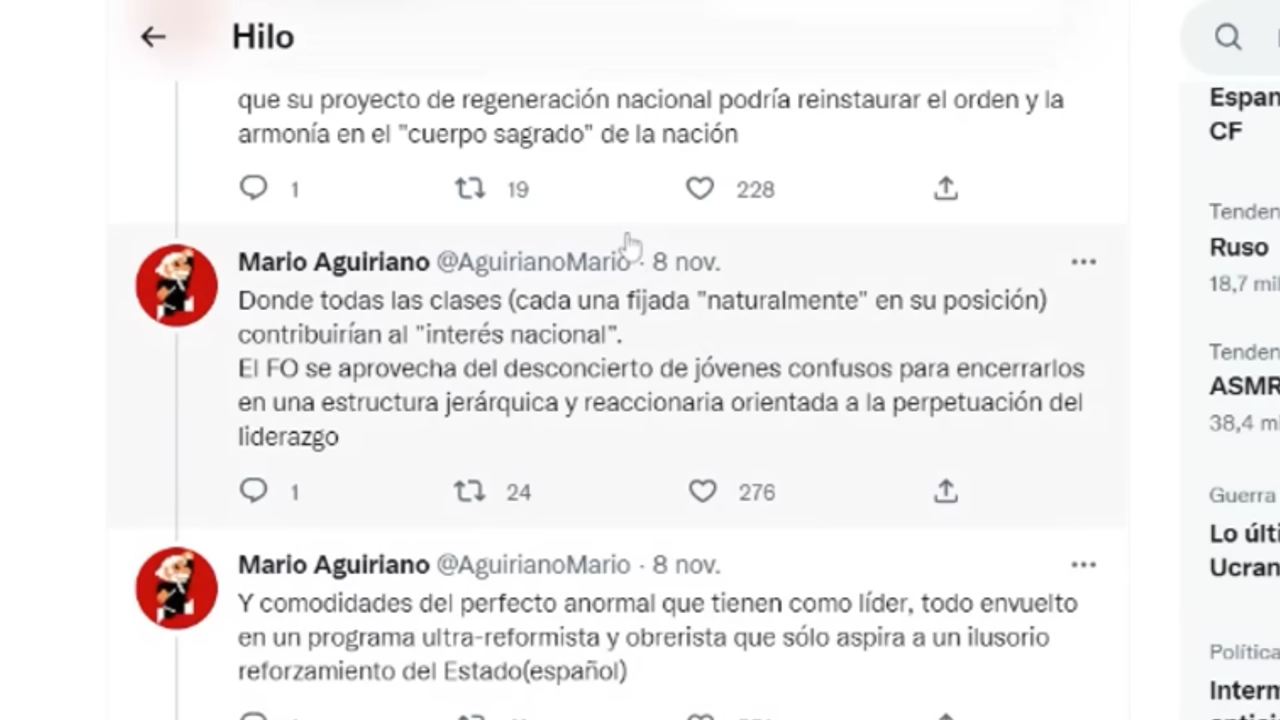 Hilo
que su proyecto de regeneración nacional podría reinstaurar el orden y la
armonía en el "cuerpo sagrado" de la nación
1 19 228
Mario Aguiriano @AguirianoMario · 8 nov.
Donde todas las clases (cada una fijada "naturalmente" en su posición)
contribuirían al "interés nacional".
El FO se aprovecha del desconcierto de jóvenes confusos para encerrarlos
en una estructura jerárquica y reaccionaria orientada a la perpetuación del
liderazgo
1 24 276
Mario Aguiriano @AguirianoMario · 8 nov.
Y comodidades del perfecto anormal que tienen como líder, todo envuelto
en un programa ultra-reformista y obrerista que sólo aspira a un ilusorio
reforzamiento del Estado(español)
Espan
CF
Tenden
Ruso
18,7 mil
Tenden
ASMR
38,4 mi
Guerra
Lo últi
Ucran
Política
Interm